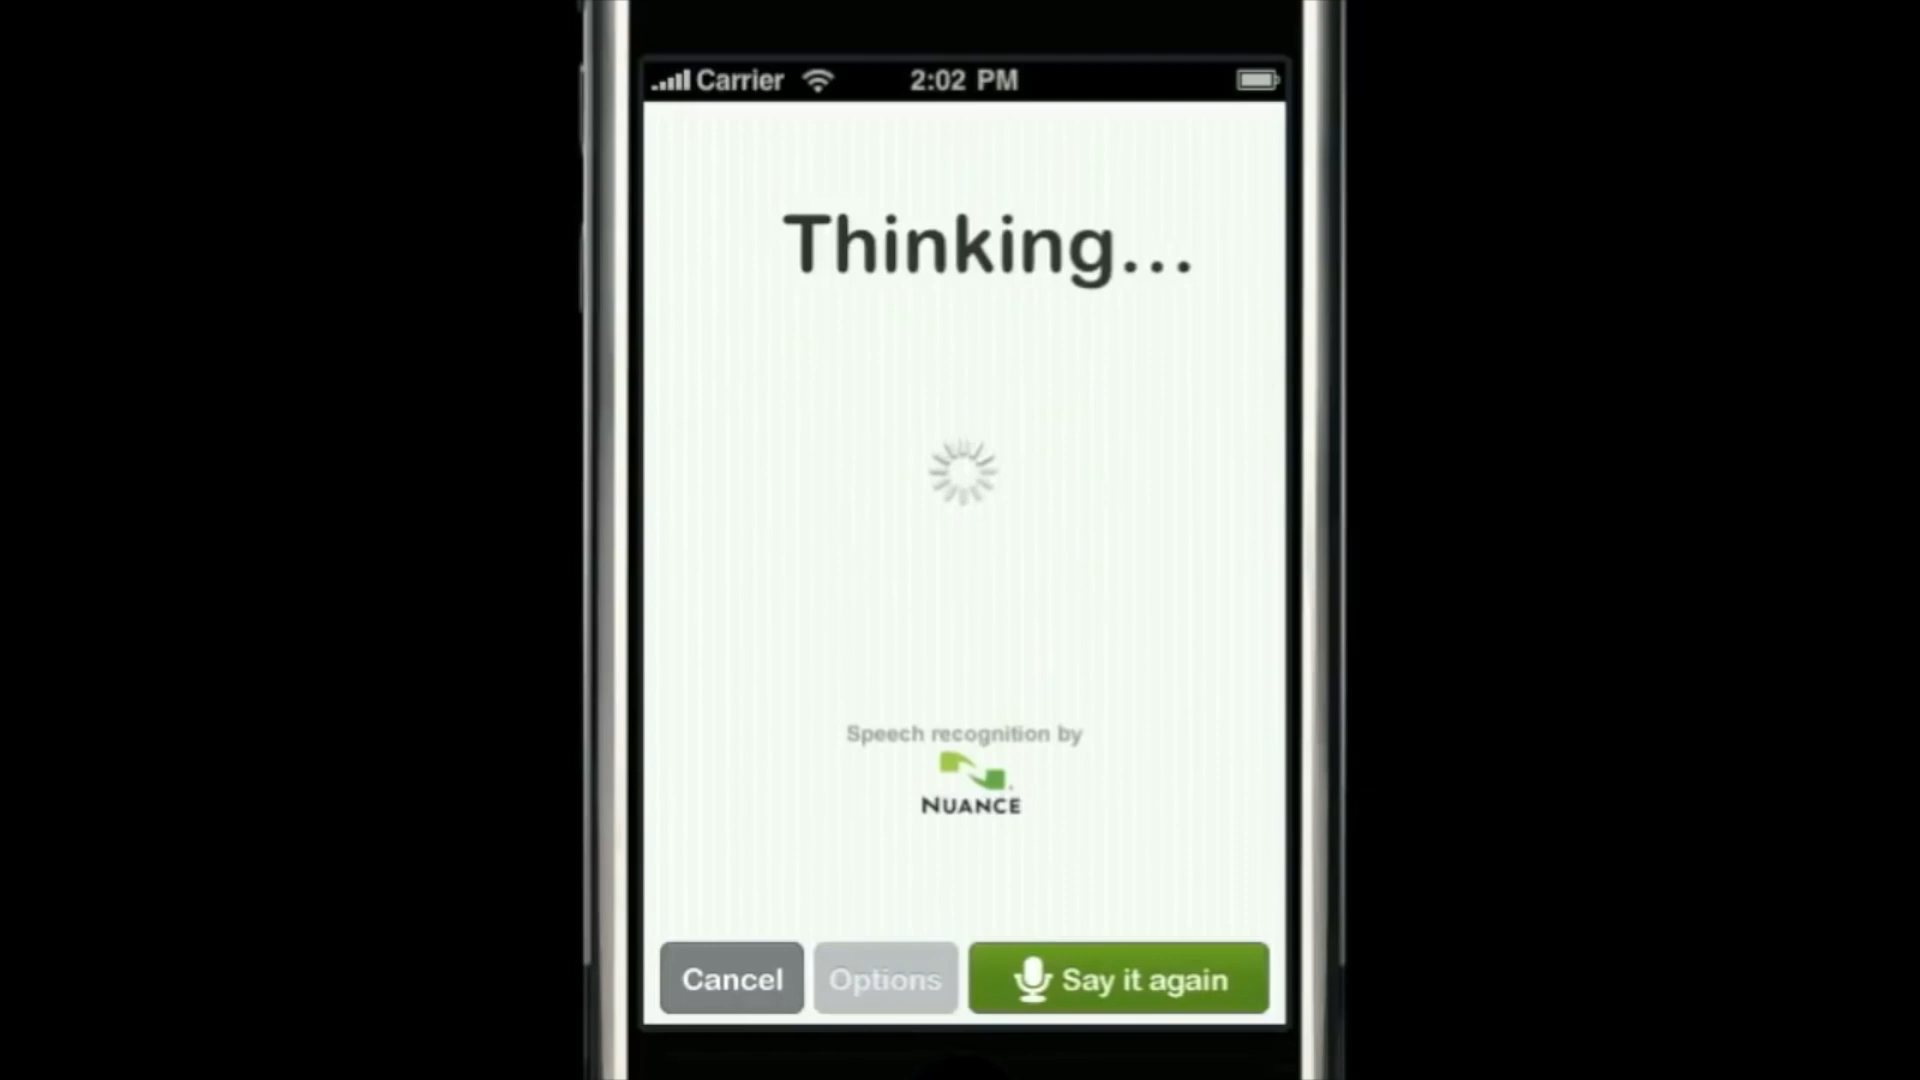 Carrier 2:02 PM
Thinking...
Speech recognition by
NUANCE
Cancel Options Say it again